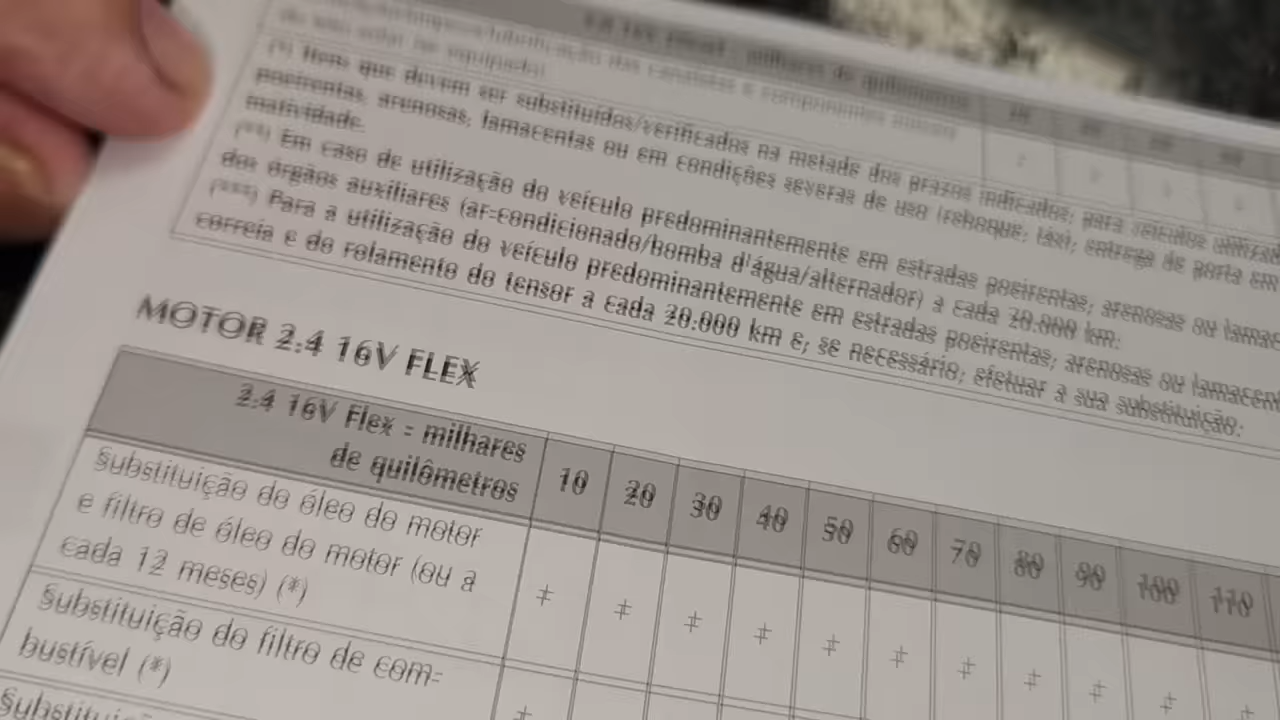 (*) Itens que devem ser substituídos/verificados na metade dos prazos indicados, para veículos utilizad
poeirentas, arenosas, lamacentas ou em condições severas de uso (reboque, táxi, entrega de porta em
inatividade.
(**) Em caso de utilização do veículo predominantemente em estradas poeirentas, arenosas ou lamac
dos órgãos auxiliares (ar-condicionado/bomba d'água/alternador) a cada 20.000 km.
(***) Para a utilização do veículo predominantemente em estradas poeirentas, arenosas ou lamacent
correia e do rolamento do tensor a cada 20.000 km e, se necessário, efetuar a sua substituição.
MOTOR 2.4 16V FLEX
2.4 16V Flex - milhares de quilômetros 10 20 30 40 50 60 70 80 90 100 110
Substituição do óleo do motor
e filtro de óleo do motor (ou a
cada 12 meses) (*) + + + + + + + + + + +
Substituição do filtro de com-
bustível (*) +